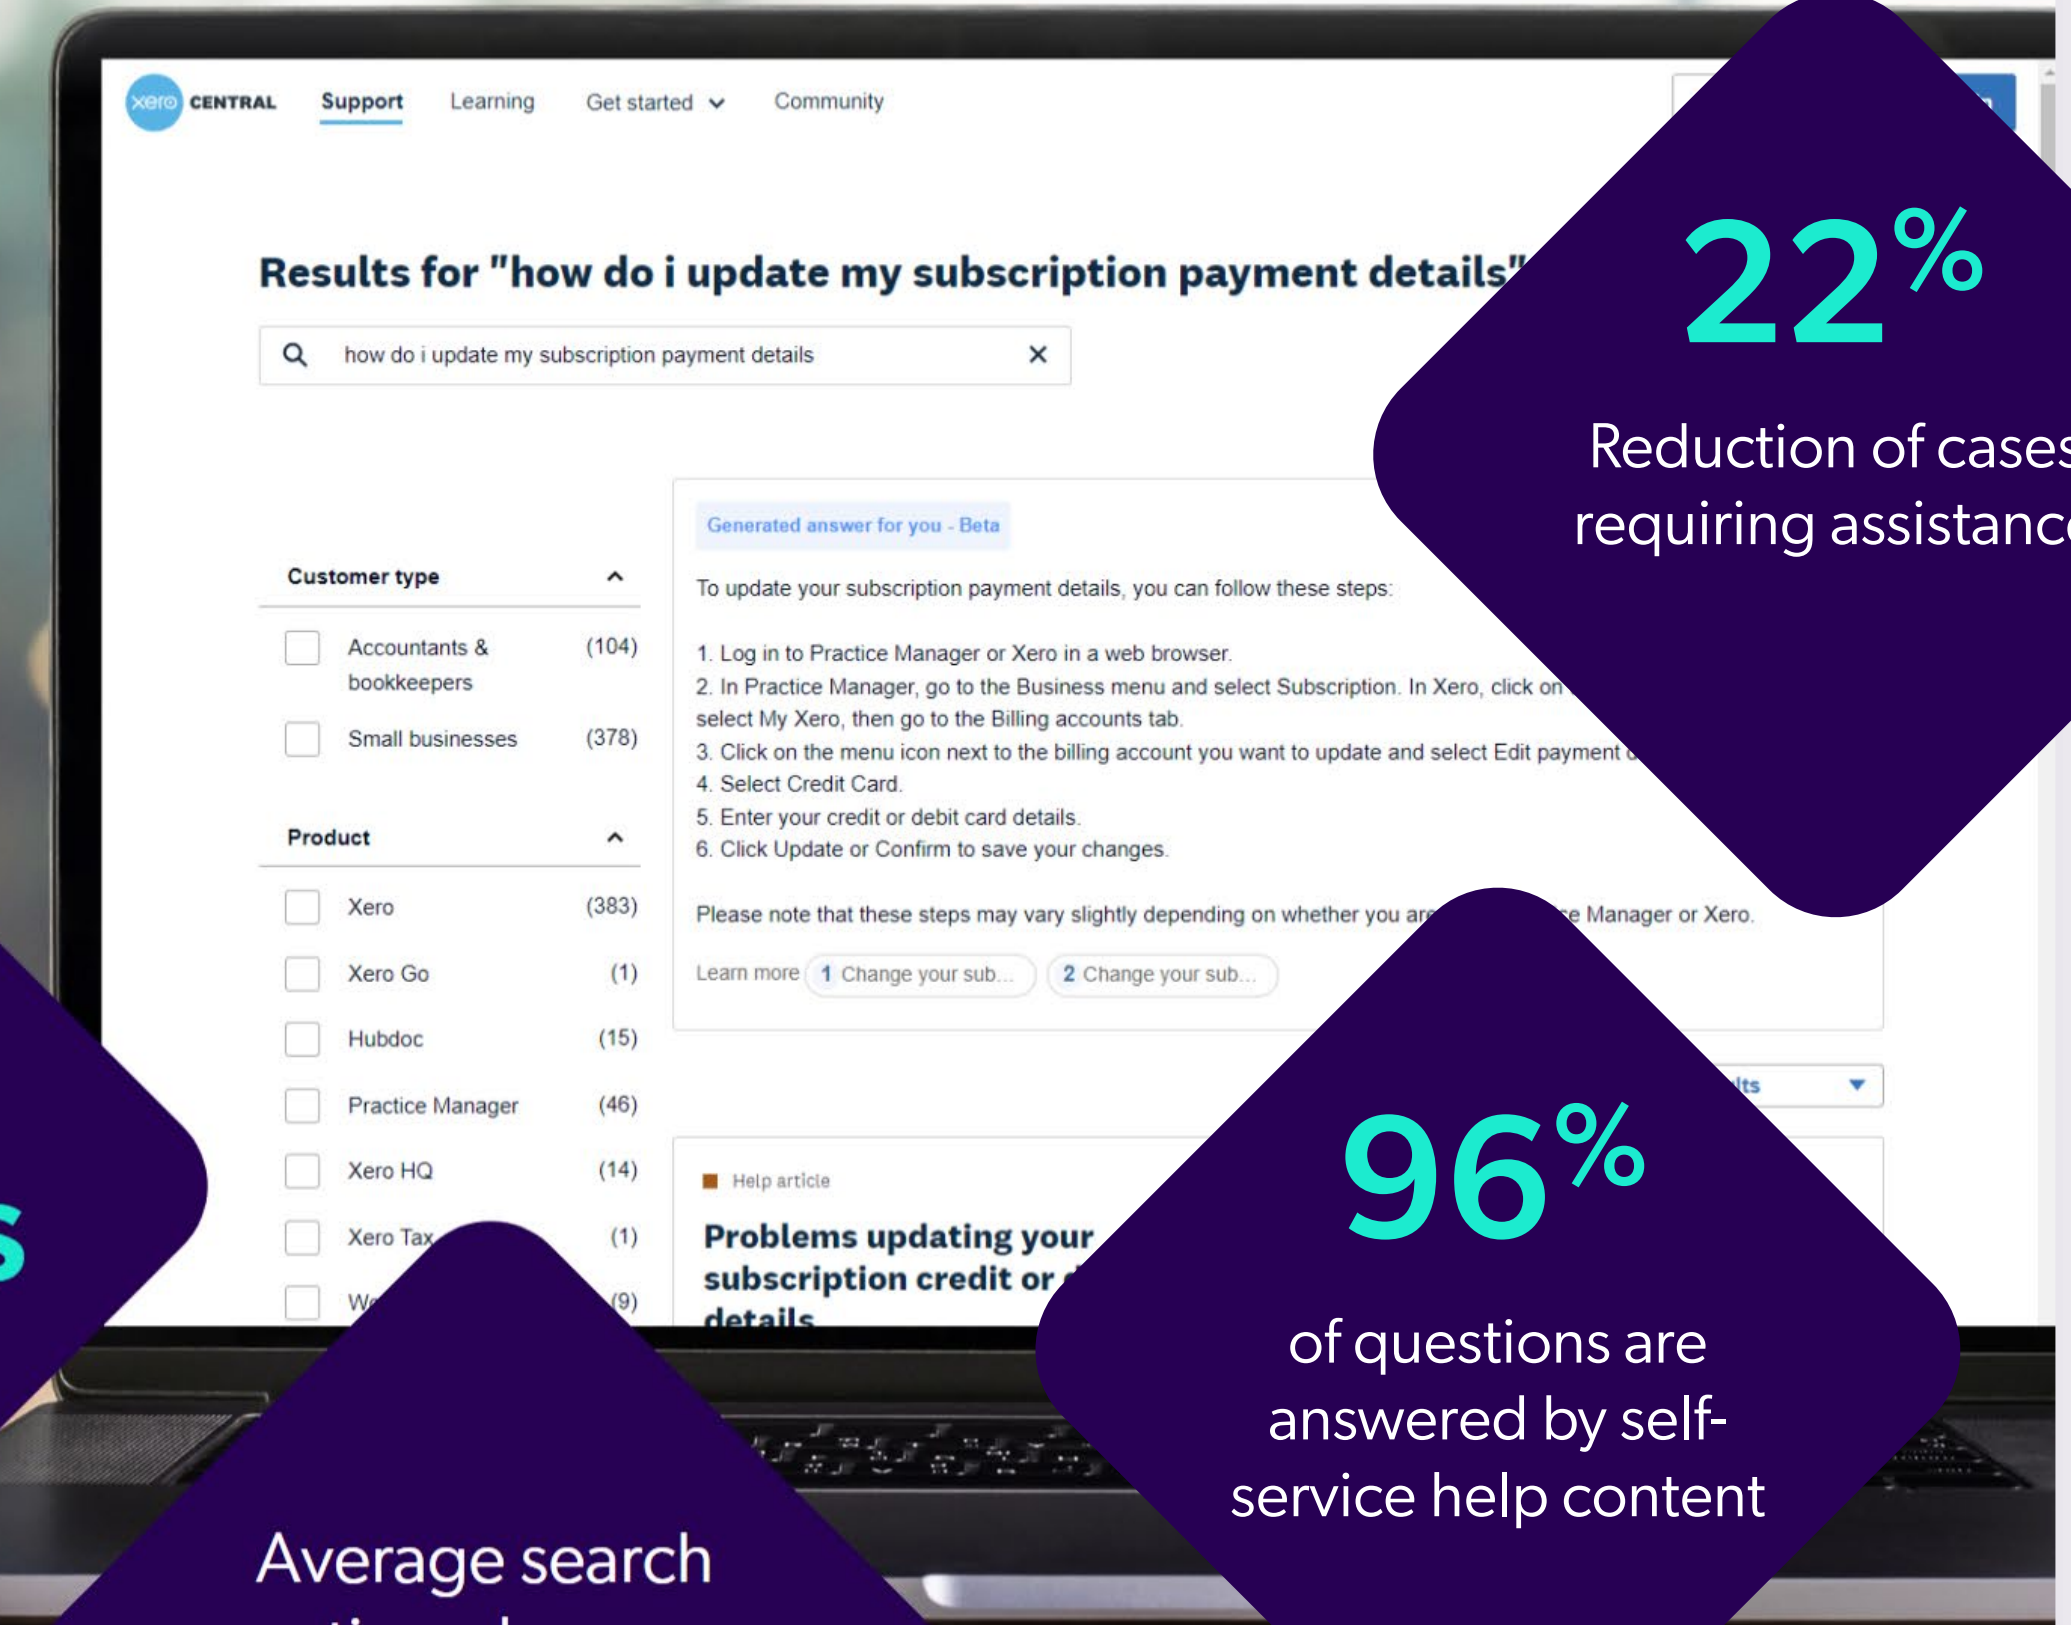 xero CENTRAL Support Learning Get started Community
Results for "how do i update my subscription payment details"
how do i update my subscription payment details
22%
Reduction of cases
requiring assistance
Generated answer for you - Beta
Customer type
To update your subscription payment details, you can follow these steps:
Accountants & (104)
bookkeepers
Small businesses (378)
1. Log in to Practice Manager or Xero in a web browser.
2. In Practice Manager, go to the Business menu and select Subscription. In Xero, click on
select My Xero, then go to the Billing accounts tab.
3. Click on the menu icon next to the billing account you want to update and select Edit payment
4. Select Credit Card.
5. Enter your credit or debit card details.
6. Click Update or Confirm to save your changes.
Please note that these steps may vary slightly depending on whether you are Manager or Xero.
Learn more 1 Change your sub... 2 Change your sub...
Product
Xero (383)
Xero Go (1)
Hubdoc (15)
Practice Manager (46)
Xero HQ (14)
Xero Tax (1)
(9)
Help article
Problems updating your
subscription credit or
details
96%
of questions are
answered by self-
service help content
Average search